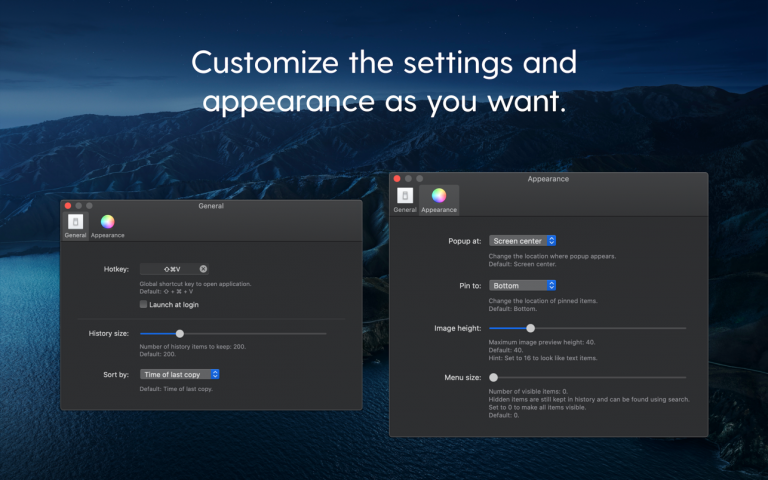 Customize the settings and
appearance as you want.
General
General
Appearance
Hotkey:
⇧⌘V
Global shortcut key to open application.
Default: ⇧ + ⌘ + V
Launch at login
History size:
Number of history items to keep: 200.
Default: 200.
Sort by:
Time of last copy
Default: Time of last copy.
Appearance
General
Appearance
Popup at:
Screen center
Change the location where popup appears.
Default: Screen center.
Pin to:
Bottom
Change the location of pinned items.
Default: Bottom.
Image height:
Maximum image preview height: 40.
Default: 40.
Hint: Set to 16 to look like text items.
Menu size:
Number of visible items: 0.
Hidden items are still kept in history and can be found using search.
Set to 0 to make all items visible.
Default: 0.